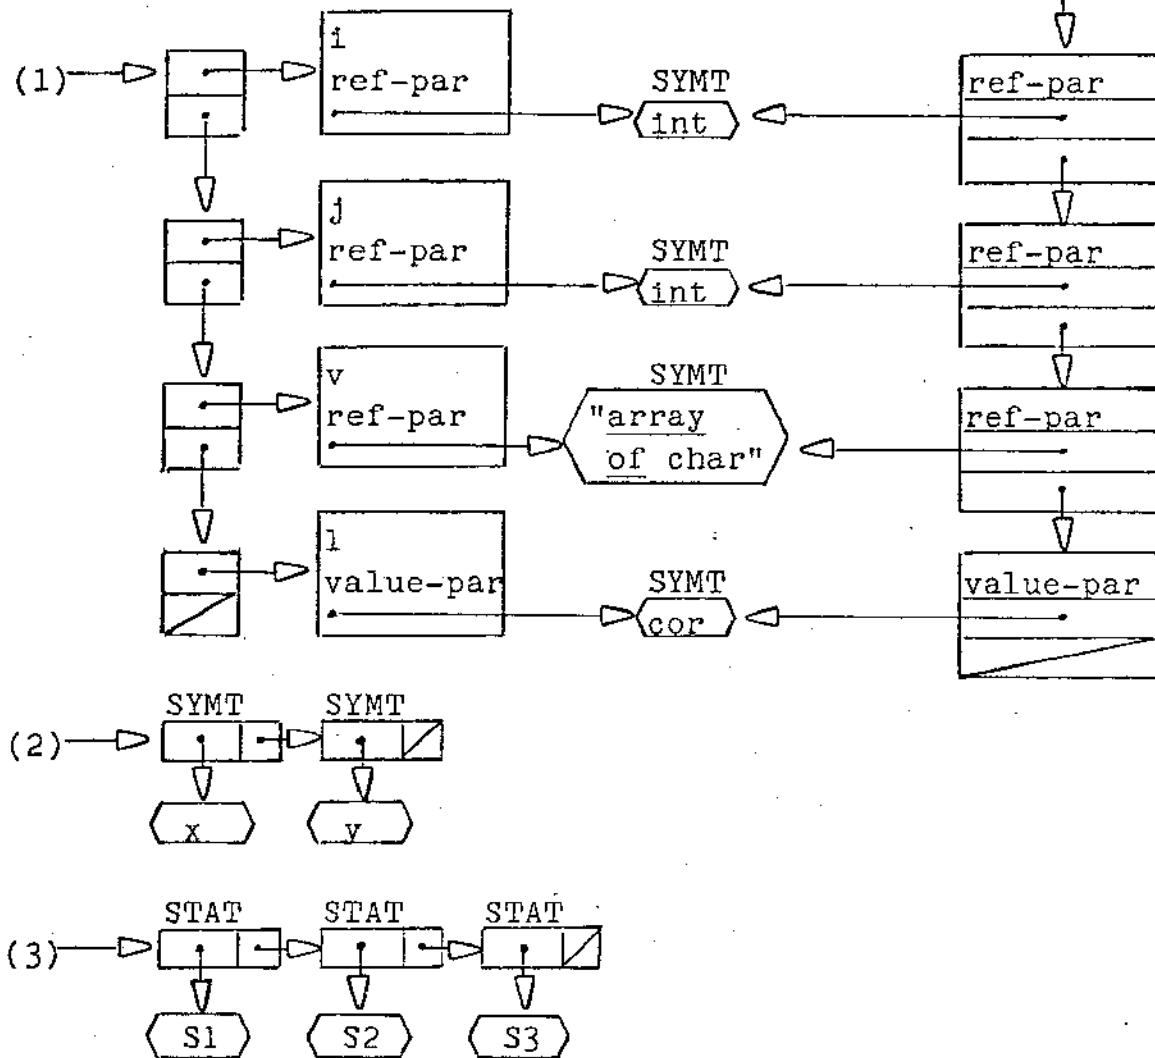 i
(1)
ref-par
SYMT
int
ref-par
j
ref-par
SYMT
int
ref-par
v
ref-par
SYMT
"array
of char"
ref-par
l
value-par
SYMT
cor
value-par
SYMT SYMT
(2)
x y
STAT STAT STAT
(3)
S1 S2 S3